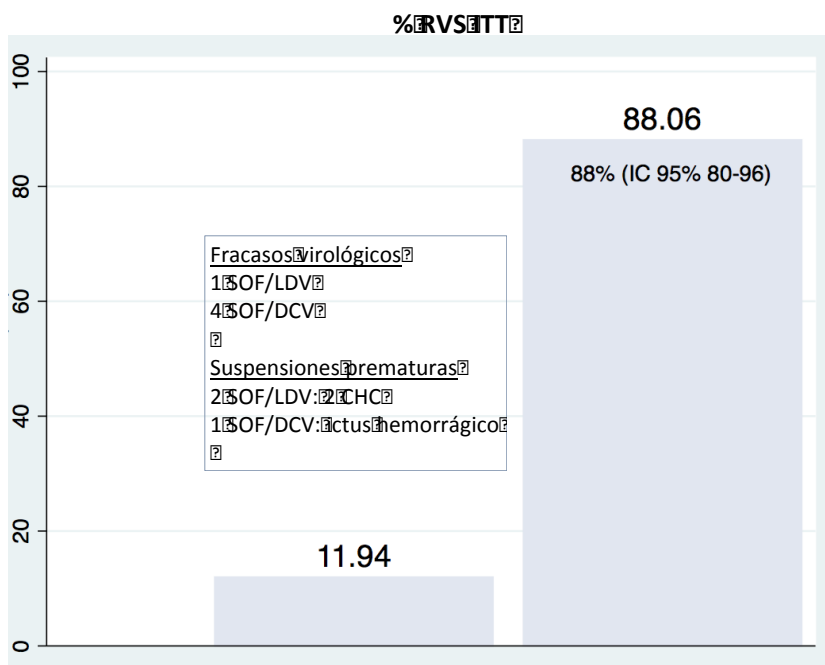 % RVS ITT
100
80
60
40
20
0
88.06
88% (IC 95% 80-96)
Fracasos virológicos
1 SOF/LDV
4 SOF/DCV
Suspensiones prematuras
2 SOF/LDV: 2 CHC
1 SOF/DCV: ictus hemorrágico
11.94